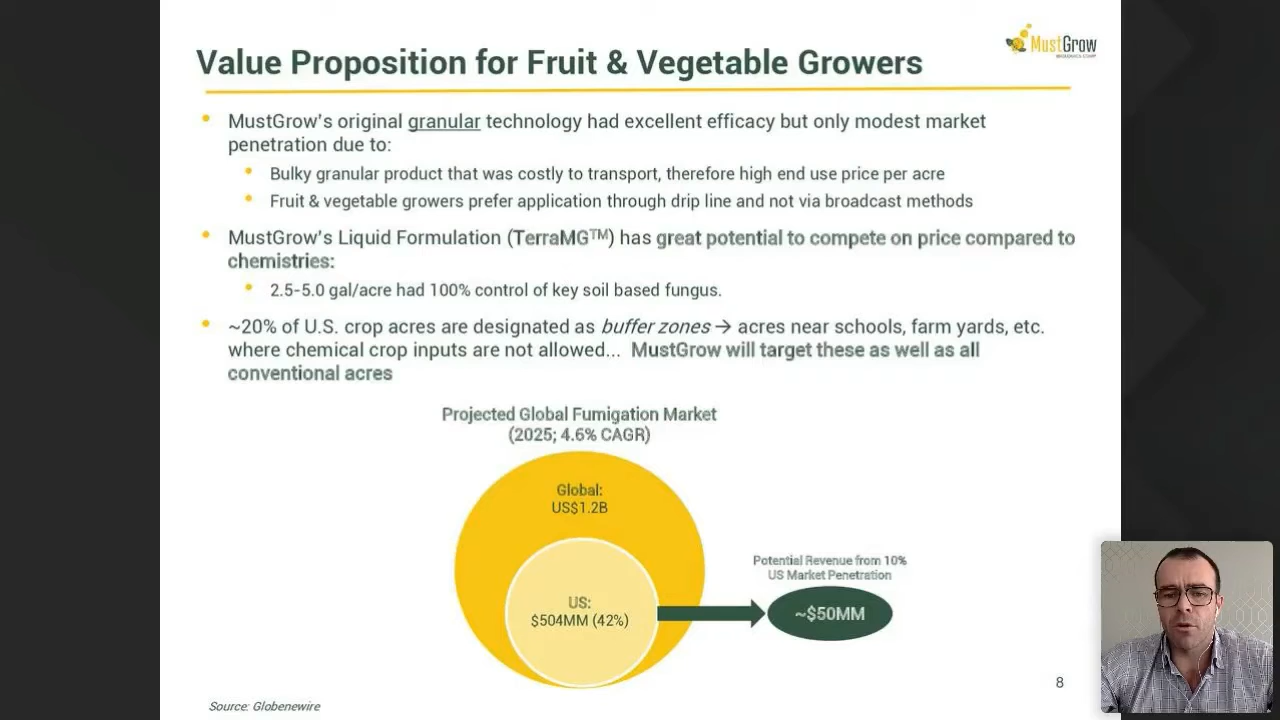 MustGrow
Value Proposition for Fruit & Vegetable Growers
• MustGrow's original granular technology had excellent efficacy but only modest market
penetration due to:
• Bulky granular product that was costly to transport, therefore high end use price per acre
• Fruit & vegetable growers prefer application through drip line and not via broadcast methods
• MustGrow's Liquid Formulation (TerraMG™) has great potential to compete on price compared to
chemistries:
• 2.5-5.0 gal/acre had 100% control of key soil based fungus.
• ~20% of U.S. crop acres are designated as buffer zones → acres near schools, farm yards, etc.
where chemical crop inputs are not allowed... MustGrow will target these as well as all
conventional acres
Projected Global Fumigation Market
(2025; 4.6% CAGR)
Global:
US$1.2B
US:
$504MM (42%)
Potential Revenue from 10%
US Market Penetration
~$50MM
8
Source: Globenewire